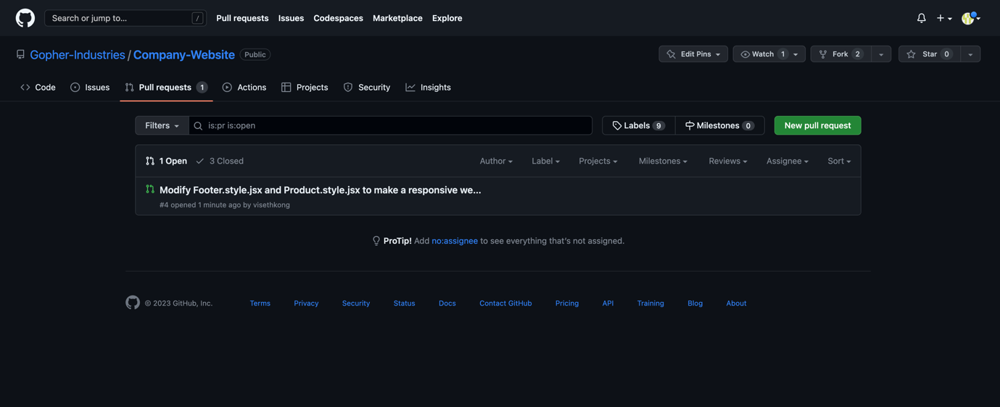 Search or jump to... / Pull requests Issues Codespaces Marketplace Explore
Gopher-Industries / Company-Website Public Edit Pins Watch 1 Fork 2 Star 0
Code Issues Pull requests 1 Actions Projects Security Insights
Filters is:pr is:open Labels 9 Milestones 0 New pull request
1 Open 3 Closed Author Label Projects Milestones Reviews Assignee Sort
Modify Footer.style.jsx and Product.style.jsx to make a responsive we...
#4 opened 1 minute ago by visethkong
ProTip! Add no:assignee to see everything that's not assigned.
© 2023 GitHub, Inc. Terms Privacy Security Status Docs Contact GitHub Pricing API Training Blog About